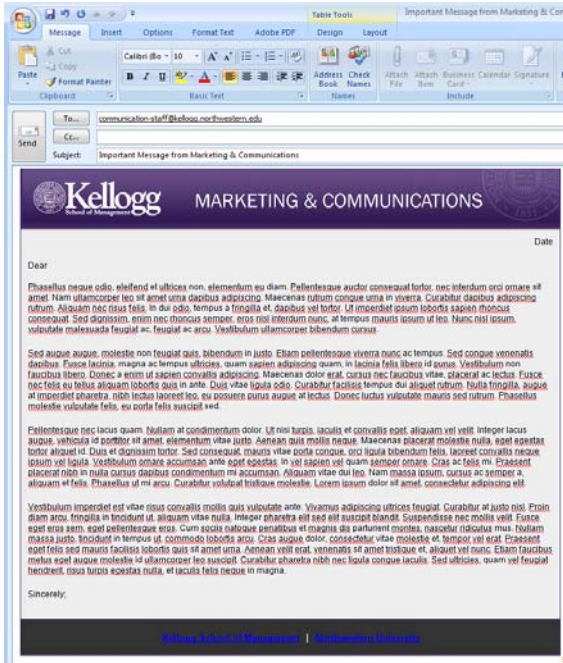 Table Tools
Important Message from Marketing & Co
Message Insert Options Format Text Adobe PDF Design Layout
Cut
Copy
Format Painter
Paste
Calibri (Bo 10
Address Book
Check Names
Attach File
Attach Item
Business Card
Calendar
Signature
Clipboard Basic Text Names Include
To... communication-staff@kellogg.northwestern.edu
Cc...
Send
Subject: Important Message from Marketing & Communications
Kellogg
School of Management
MARKETING & COMMUNICATIONS
Date
Dear
Phasellus neque odio, eleifend et ultrices non, elementum eu diam. Pellentesque auctor consequat tortor, nec interdum orci ornare sit
amet. Nam ullamcorper leo sit amet urna dapibus adipiscing. Maecenas rutrum congue urna in viverra. Curabitur dapibus adipiscing
rutrum. Aliquam nec risus felis. In dui odio, tempus a fringilla et, dapibus vel tortor. Ut imperdiet ipsum lobortis sapien rhoncus
consequat. Sed dignissim, enim nec rhoncus semper, eros nisl interdum nunc, at tempus mauris ipsum ut leo. Nunc nisl ipsum,
vulputate malesuada feugiat ac, feugiat ac arcu. Vestibulum ullamcorper bibendum cursus.
Sed augue augue, molestie non feugiat quis, bibendum in justo. Etiam pellentesque viverra nunc ac tempus. Sed congue venenatis
dapibus. Fusce lacinia, magna ac tempus ultricies, quam sapien adipiscing quam, in lacinia felis libero id purus. Vestibulum non
faucibus libero. Donec a enim ut sapien convallis adipiscing. Maecenas dolor erat, cursus nec faucibus vitae, placerat ac lectus. Fusce
nec felis eu tellus aliquam lobortis quis in ante. Duis vitae ligula odio. Curabitur facilisis tempus dui aliquet rutrum. Nulla fringilla, augue
at imperdiet pharetra, nibh lectus laoreet leo, eu posuere purus augue at lectus. Donec luctus vulputate mauris sed rutrum. Phasellus
molestie vulputate felis, eu porta felis suscipit sed.
Pellentesque nec lacus quam. Nullam at condimentum dolor. Ut nisi turpis, iaculis et convallis eget, aliquam vel velit. Integer lacus
augue, vehicula id porttitor sit amet, elementum vitae justo. Aenean quis mollis neque. Maecenas placerat molestie nulla, eget egestas
tortor aliquet id. Duis et dignissim tortor. Sed consequat, mauris vitae porta congue, orci ligula bibendum felis, laoreet convallis neque
ipsum vel ligula. Vestibulum ornare accumsan ante eget egestas. In vel sapien vel quam semper ornare. Cras ac felis mi. Praesent
placerat nibh in nulla cursus dapibus condimentum mi accumsan. Aliquam vitae dui leo. Nam massa ipsum, cursus ac semper a,
aliquam et felis. Phasellus ut mi arcu. Curabitur volutpat tristique molestie. Lorem ipsum dolor sit amet, consectetur adipiscing elit.
Vestibulum imperdiet est vitae risus convallis mollis quis vulputate ante. Vivamus adipiscing ultrices feugiat. Curabitur at justo nisl. Proin
diam arcu, fringilla in tincidunt ut, aliquam vitae nulla. Integer pharetra elit sed elit suscipit blandit. Suspendisse nec mollis velit. Fusce
eget eros sem, eget pellentesque eros. Cum sociis natoque penatibus et magnis dis parturient montes, nascetur ridiculus mus. Nullam
massa justo, tincidunt in tempus ut, commodo lobortis arcu. Cras augue dolor, consectetur vitae molestie et, tempor vel erat. Praesent
eget felis sed mauris facilisis lobortis quis sit amet urna. Aenean velit erat, venenatis sit amet tristique et, aliquet vel nunc. Etiam faucibus
metus eget augue molestie id ullamcorper leo suscipit. Curabitur pharetra nibh nec ligula congue iaculis. Sed ultricies, quam vel feugiat
hendrerit, risus turpis egestas nulla, et iaculis felis neque in magna.
Sincerely,
Kellogg School of Management | Northwestern University